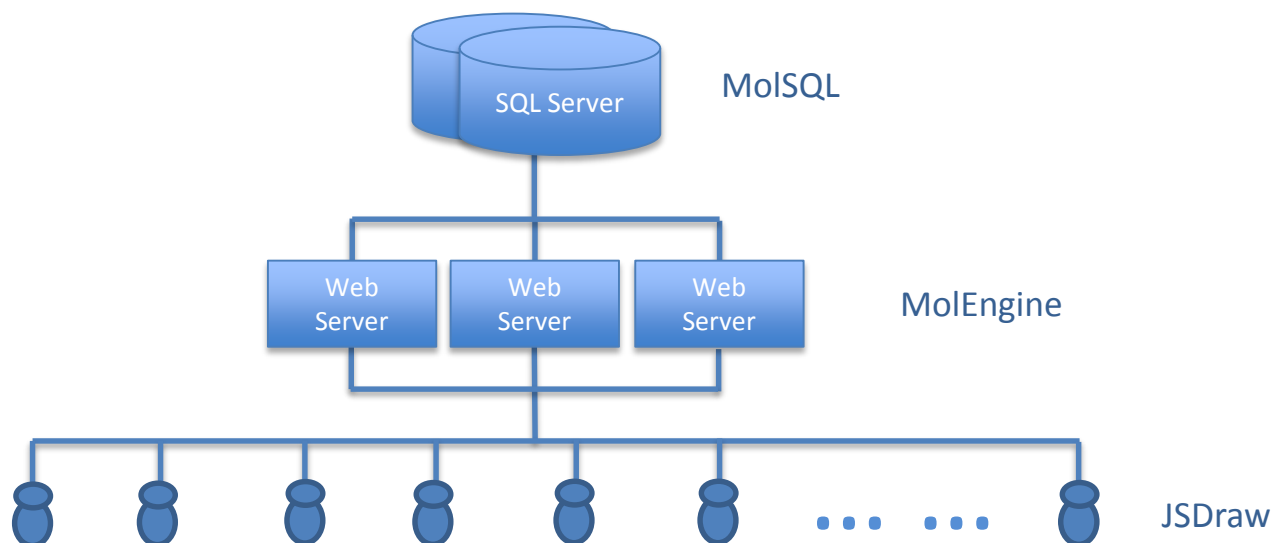 MolSQL
SQL Server
Web
Server
Web
Server
Web
Server
MolEngine
JSDraw